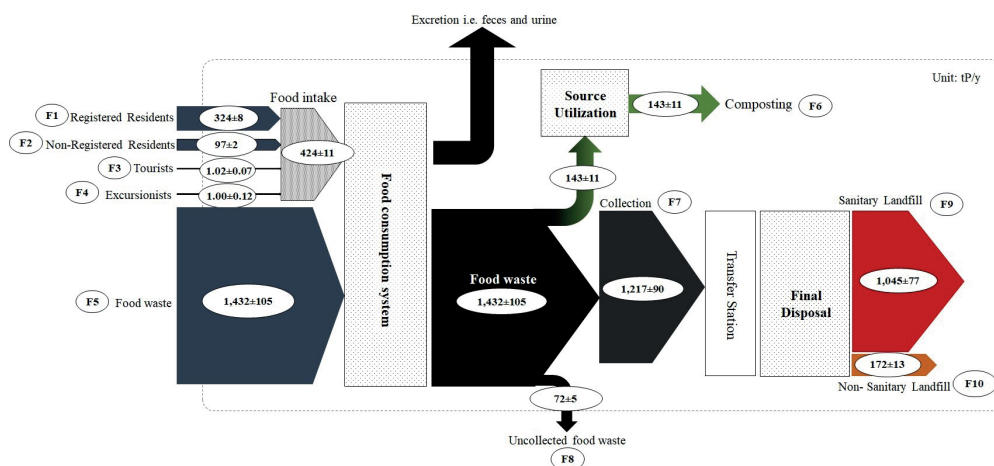 Excretion i.e. feces and urine
Unit: tP/y
F1 Registered Residents 324±8
Food intake
F2 Non-Registered Residents 97±2
F3 Tourists 1.02±0.07
F4 Excursionists 1.00±0.12
424±11
Food consumption system
Source
Utilization
143±11
Composting F6
143±11
F5 Food waste 1,432±105
Food waste
1,432±105
Collection F7
1,217±90
Transfer Station
Final
Disposal
Sanitary Landfill F9
1,045±77
172±13
Non- Sanitary Landfill F10
72±5
Uncollected food waste
F8